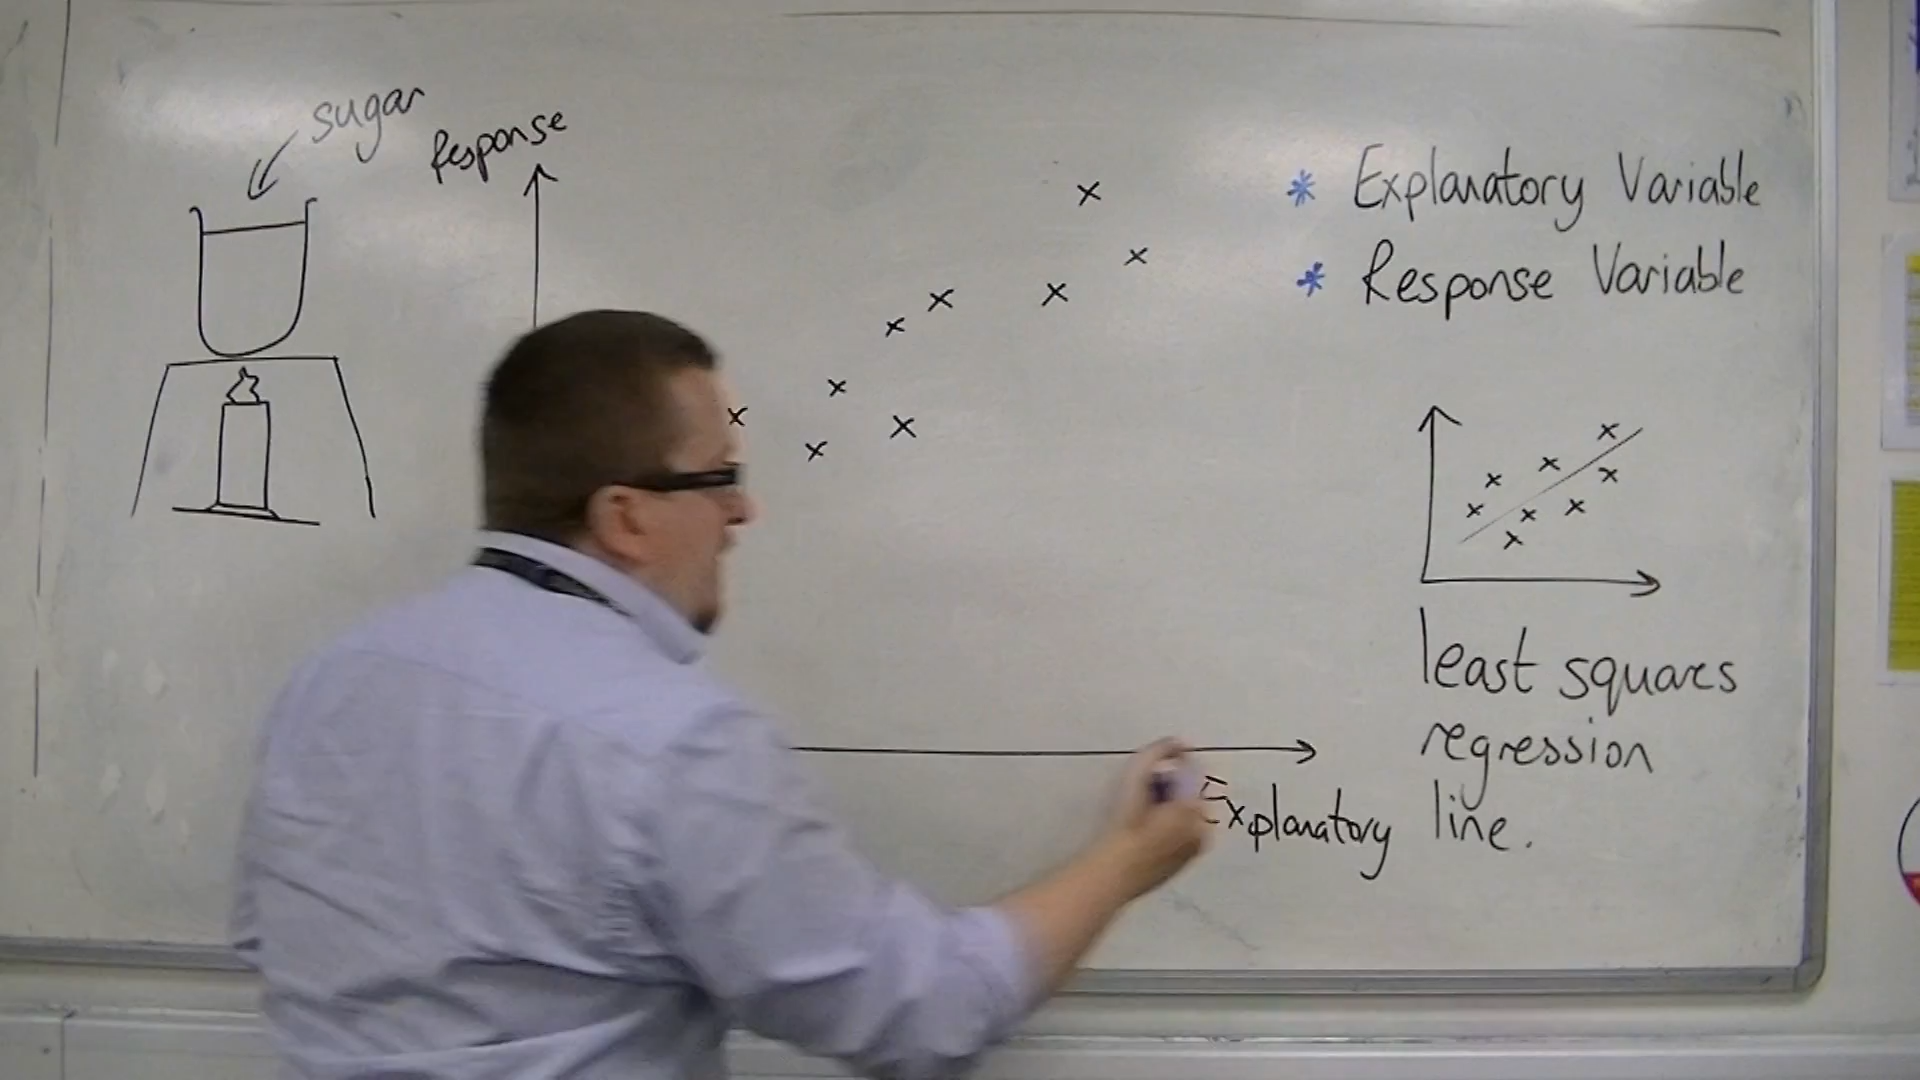 sugar
Response
* Explanatory Variable
* Response Variable
least squares
regression
line.
Explanatory